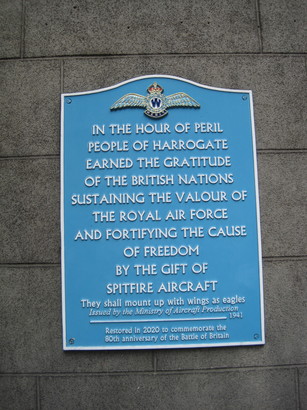 W
IN THE HOUR OF PERIL
PEOPLE OF HARROGATE
EARNED THE GRATITUDE
OF THE BRITISH NATIONS
SUSTAINING THE VALOUR OF
THE ROYAL AIR FORCE
AND FORTIFYING THE CAUSE
OF FREEDOM
BY THE GIFT OF
SPITFIRE AIRCRAFT
They shall mount up with wings as eagles
Issued by the Ministry of Aircraft Production
1941
Restored in 2020 to commemorate the
80th anniversary of the Battle of Britain